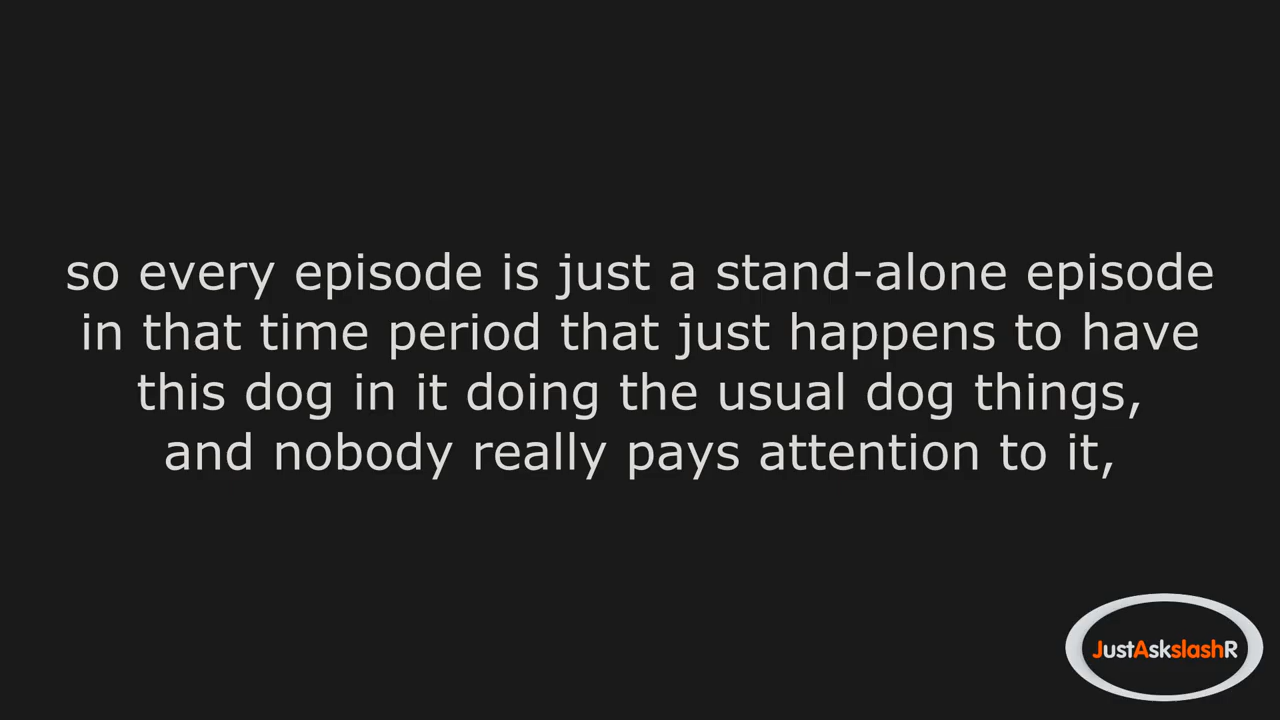 so every episode is just a stand-alone episode
in that time period that just happens to have
this dog in it doing the usual dog things,
and nobody really pays attention to it,
JustAskslashR